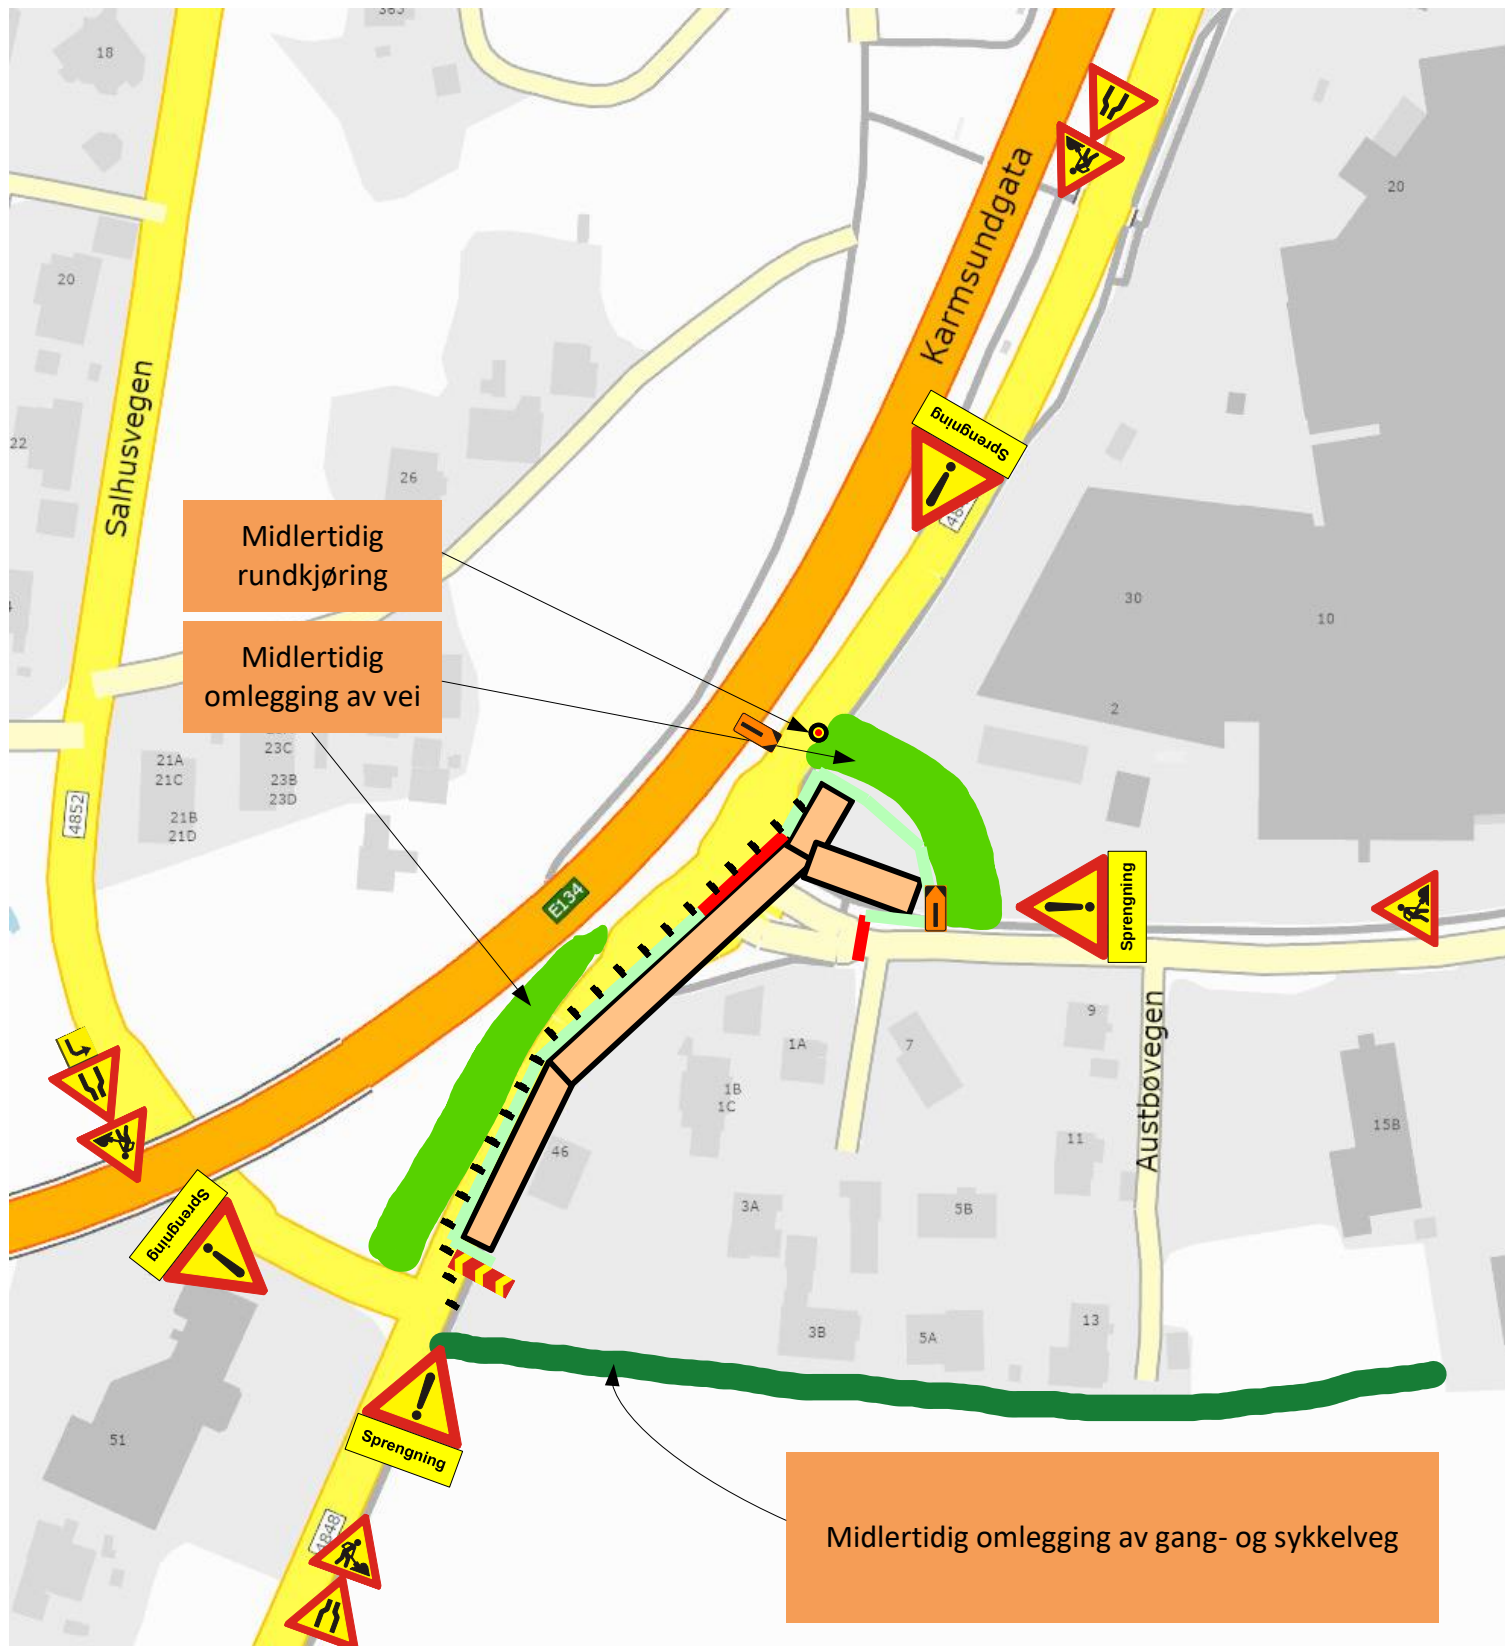 18
20
Karmsundgata
20
Salhusvegen
22
26
Sprengning
Midlertidig
rundkjøring
30
10
Midlertidig
omlegging av vei
2
23C
21A
21C
23B
23D
4852
21B
21D
E134
Sprengning
9
1A
7
1B
1C
Austbøvegen
15B
11
46
Sprengning
3A
5B
3B
5A
13
51
Sprengning
4848
Midlertidig omlegging av gang- og sykkelveg